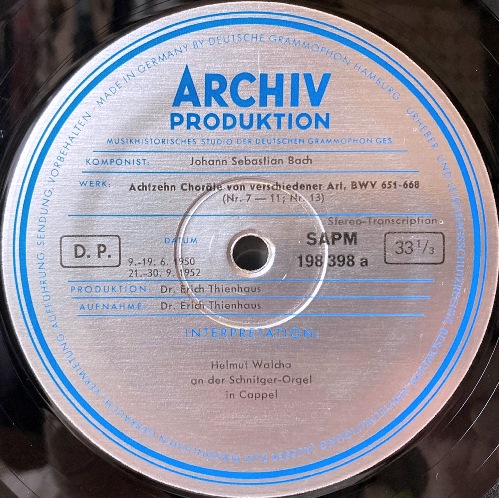 MADE IN GERMANY BY DEUTSCHE GRAMMOPHON, HAMBURG
ARCHIV
PRODUKTION
MUSIKHISTORISCHES STUDIO DER DEUTSCHEN GRAMMOPHON GES.
KOMPONIST: Johann Sebastian Bach
WERK: Achtzehn Choräle von verschiedener Art, BWV 651-668
(Nr. 7 — 11; Nr. 13)
Stereo-Transcription
D. P. DATUM SAPM 33 1/3
9.-19. 6. 1950 198 398 a
21.-30. 9. 1952
PRODUKTION: Dr. Erich Thienhaus
AUFNAHME: Dr. Erich Thienhaus
INTERPRETATION:
Helmut Walcha
an der Schnitger-Orgel
in Cappel
VERMIETUNG, AUFFÜHRUNG, SENDUNG VORBEHALTEN